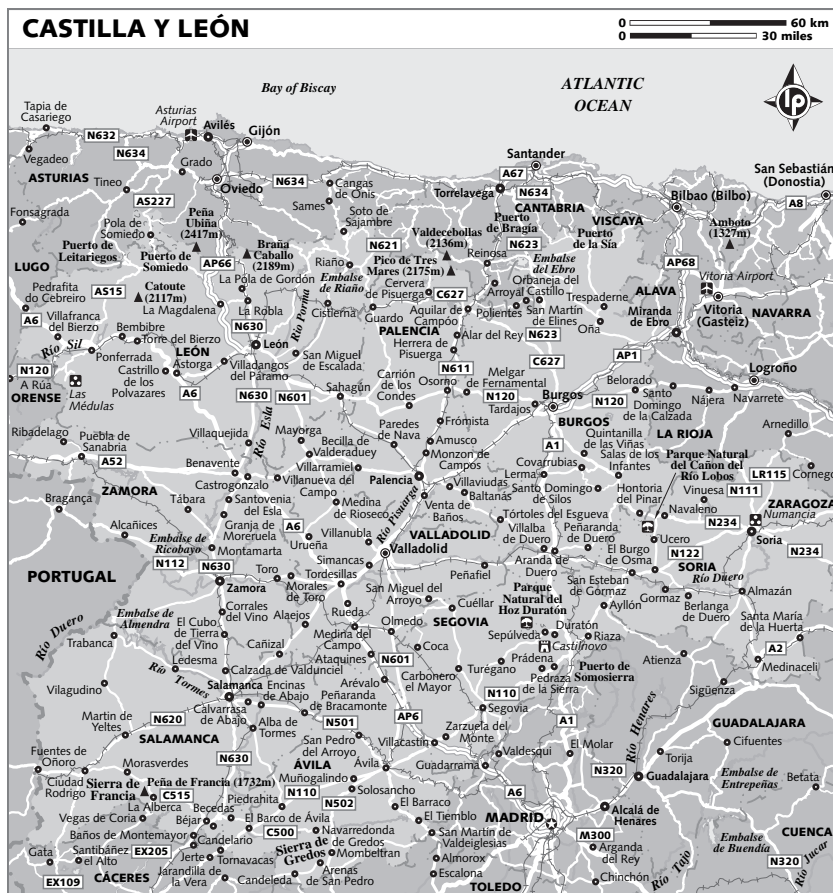 CASTILLA Y LEÓN
0 60 km
0 30 miles
Bay of Biscay
ATLANTIC
OCEAN
lp
Tapia de
Casariego
Asturias
Airport
Avilés
Gijón
N632
N634
Vegadeo
Grado
ASTURIAS
Tineo
Oviedo
N634
Cangas
de Onís
Santander
A67
Torrelavega
N634
CANTABRIA
San Sebastián
(Donostia)
Bilbao (Bilbo)
A8
AS227
Sames
VISCAYA
Fonsagrada
Peña
Ubiña
(2417m)
Soto de
Sajambre
Valdecebollas
(2136m)
Puerto
de Bragía
Puerto
de la Sía
Amboto
(1327m)
Pola de
Somiedo
Puerto de
Leitariegos
Braña
Caballo
(2189m)
N621
N623
Reinosa
Puerto de
Somiedo
AP66
Riaño
Pico de Tres
Mares (2175m)
Embalse
del Ebro
AP68
LUGO
Vitoria Airport
Pedrafita
do Cebreiro
AS15
Catoute
(2117m)
La Pola de Gordón
Embalse
de Riaño
Cervera
de Pisuerga
C627
Orbaneja del
Castillo
Arroyal
Trespaderne
ALAVA
Vitoria
(Gasteiz)
A6
La Magdalena
La Robla
Río Porma
Cistierna
Guardo
Aquilar de
Campóo
Polientes
San Martín
de Elines
Oña
Miranda
de Ebro
NAVARRA
Villafranca
del Bierzo
Bembibre
Torre del Bierzo
N630
PALENCIA
Alar del Rey
N623
Río Sil
Ponferrada
LEÓN
Astorga
León
San Miguel
de Escalada
Herrera de
Pisuerga
C627
AP1
N120
Castrillo
de los
Polvazares
Villadangos
del Páramo
N611
Logroño
A Rúa
ORENSE
Las
Médulas
A6
N630
N601
Sahagún
Carrión
de los
Condes
Osorno
Melgar
de Fernamental
N120
Tardajos
Burgos
Belorado
N120
Santo
Domingo
de la Calzada
Nájera
Navarrete
Río Esla
Ribadelago
Puebla de
Sanabria
Villaquejida
Mayorga
Becilla de
Valderaduey
Paredes
de Nava
Frómista
Amusco
Monzon de
Campos
A1
BURGOS
Quintanilla
de las Viñas
LA RIOJA
Arnedillo
A52
Benavente
Castrogonzalo
Villarramiel
Villanueva del
Campo
Palencia
Villaviudas
Baltanás
Covarrubias
Lerma
Salas de los
Infantes
Parque Natural
del Cañon del
Río Lobos
LR115
Cornego
ZAMORA
Bragança
Tábara
Santovenia
del Esla
Medina
de Rioseco
Río Pisuarga
Venta de
Baños
Santo Domingo
de Silos
Hontoria
del Pinar
Vinuesa
N111
ZARAGOZA
Alcañices
Granja de
Moreruela
A6
Urueña
Villanubla
VALLADOLID
Tórtoles del Esgueva
Villalba
de Duero
Peñaranda
de Duero
Navaleno
N234
Numancia
Embalse de
Ricobayo
Montamarta
Valladolid
Ucero
Soria
N112
N630
Simancas
Aranda de
Duero
El Burgo
de Osma
N122
SORIA
N234
PORTUGAL
Toro
Tordesillas
Peñafiel
Río Duero
Zamora
Morales
de Toro
San Miguel del
Arroyo
Parque
Natural del
Hoz Duratón
San Esteban
de Gormaz
Gormaz
Almazán
Embalse de
Almendra
Corrales
del Vino
Rueda
Cuéllar
Ayllón
Berlanga
de Duero
Río Duero
El Cubo
de Tierra
del Vino
Alaejos
Olmedo
SEGOVIA
Duratón
Santa María
de la Huerta
Trabanca
Medina del
Campo
Sepúlveda
Riaza
Castilnovo
Ledesma
Cañizal
Ataquines
N601
Coca
Turégano
Prádena
Atienza
A2
Río Tormes
Calzada de Valdunciel
Pedraza
de la Sierra
Puerto de
Somosierra
Medinaceli
Vilagudino
Salamanca
Encinas
de Abajo
Arévalo
Carbonero
el Mayor
Sigüenza
Calvarrasa
de Abajo
Peñaranda
de Bracamonte
N110
Segovia
Río Henares
Martin de
Yeltes
N620
Alba de
Tormes
N501
AP6
A1
GUADALAJARA
SALAMANCA
San Pedro
del Arroyo
Zarzuela del
Monte
Fuentes de
Oñoro
N630
Villacastín
Valdesqui
El Molar
Cifuentes
Morasverdes
ÁVILA
Ávila
Guadarrama
N320
Torija
Ciudad
Rodrigo
Sierra de
Francia
Peña de Francia (1732m)
C515
Muñogalindo
Solosancho
Guadalajara
Embalse de
Entrepeñas
Betata
La Alberca
Piedrahita
N110
N502
A6
Vegas de Coria
Becedas
El Barraco
MADRID
Alcalá de
Henares
Béjar
El Barco de Ávila
El Tiemblo
Baños de Montemayor
Candelario
C500
Navarredonda
de Gredos
San Martín de
Valdeiglesias
M300
Embalse
de Buendía
CUENCA
Gata
Santibáñez
el Alto
EX205
Jerte
Tornavacas
Sierra de
Gredos
Mombeltran
Almorox
Arganda
del Rey
N320
EX109
CÁCERES
Jarandilla de
la Vera
Candeleda
Arenas
de San Pedro
Escalona
TOLEDO
Chinchón
Río Tajo
Río Jucar